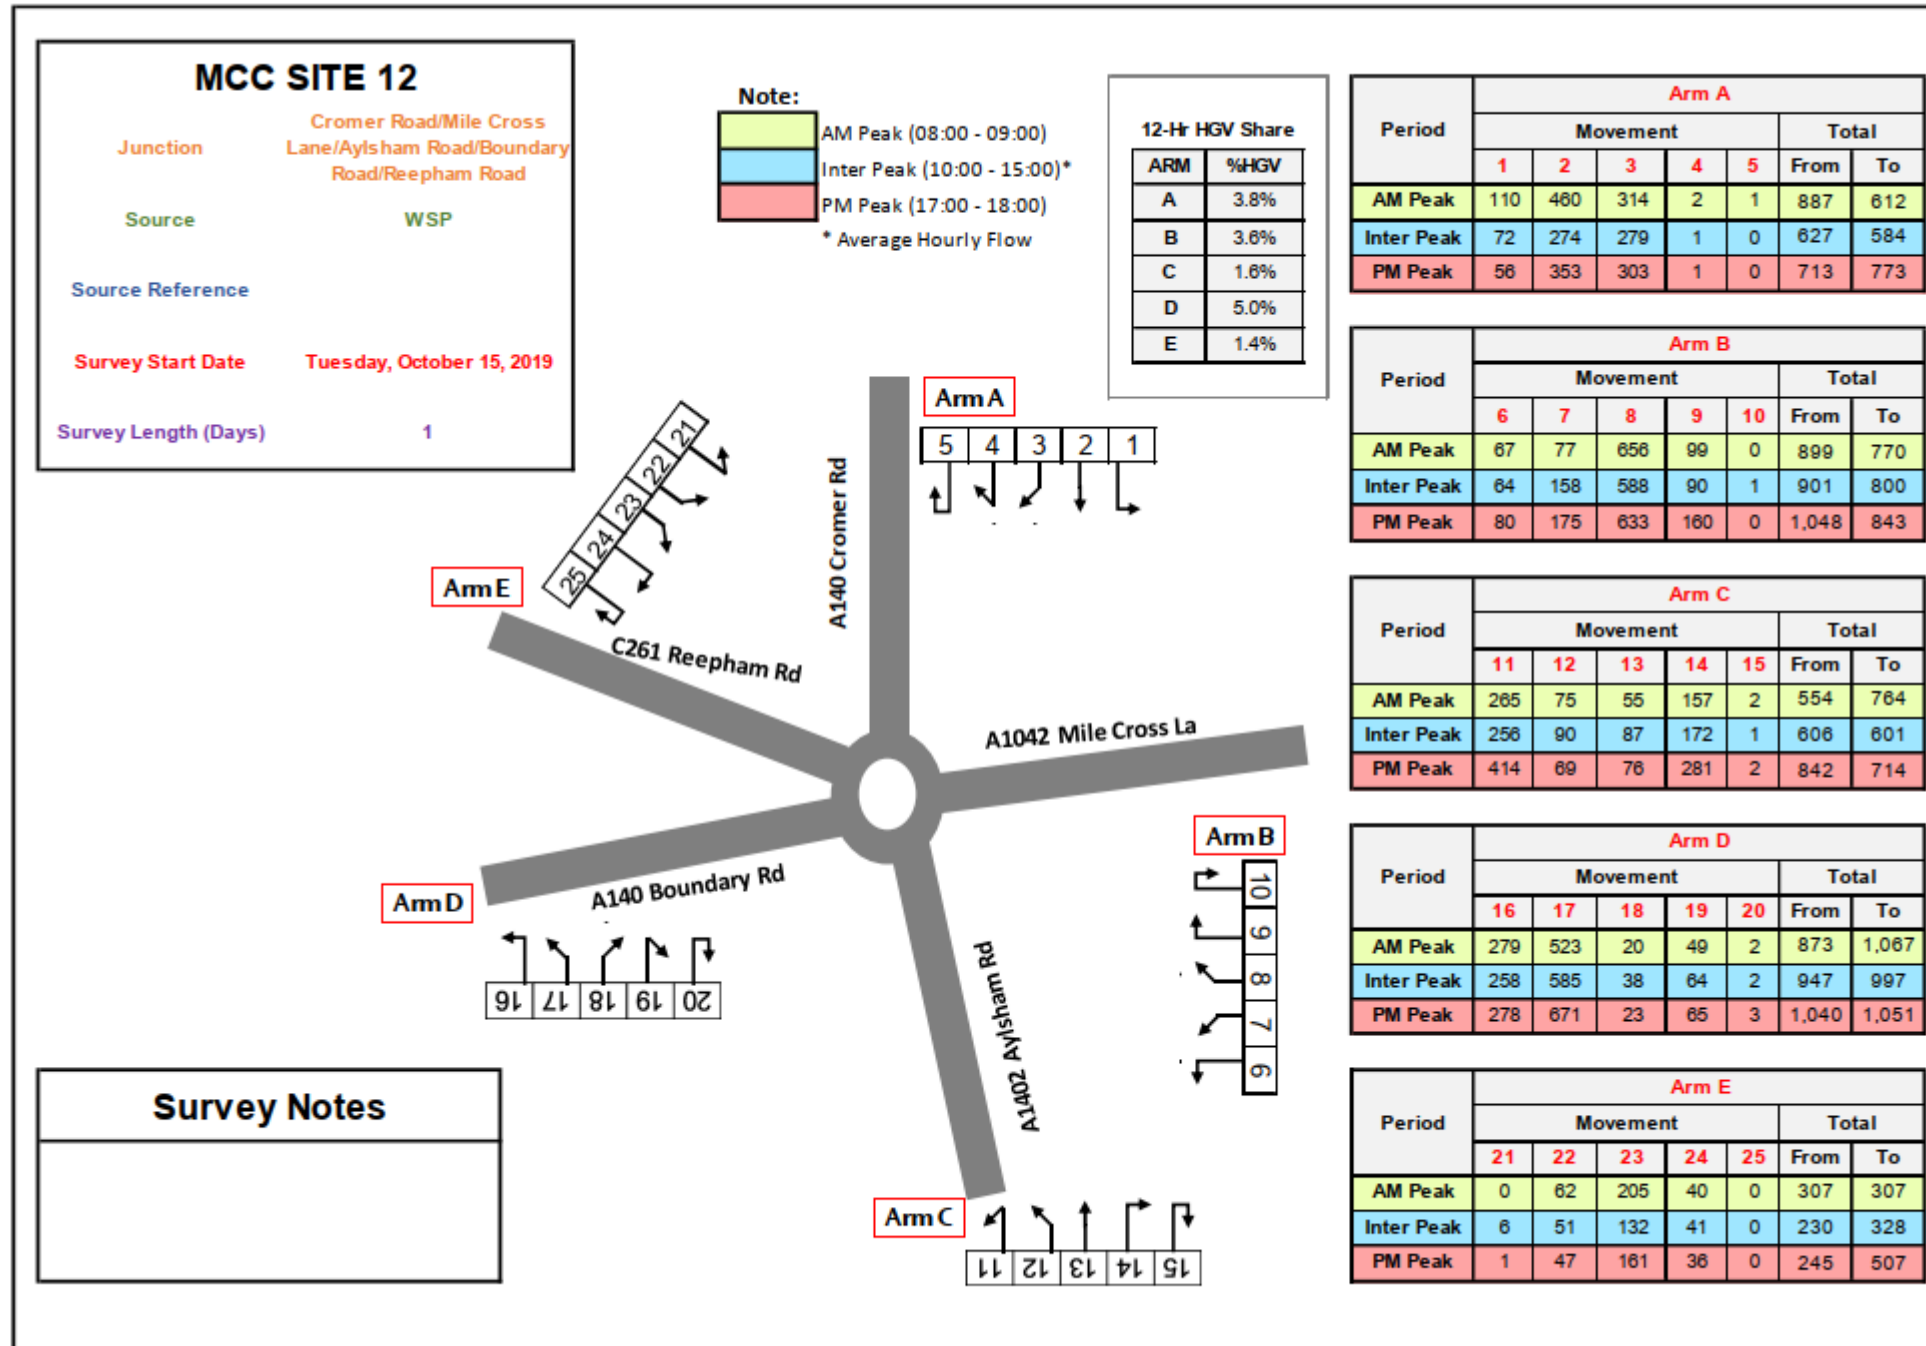 MCC SITE 12
Junction
Cromer Road/Mile Cross
Lane/Aylsham Road/Boundary
Road/Reepham Road
Source WSP
Source Reference
Survey Start Date Tuesday, October 15, 2019
Survey Length (Days) 1
Note:
AM Peak (08:00 - 09:00)
Inter Peak (10:00 - 15:00)*
PM Peak (17:00 - 18:00)
* Average Hourly Flow
12-Hr HGV Share
ARM %HGV
A 3.8%
B 3.6%
C 1.6%
D 5.0%
E 1.4%
Arm A
5 4 3 2 1
A140 Cromer Rd
21
22
23
24
25
Arm E
C261 Reepham Rd
A1042 Mile Cross La
Arm B
10
9
8
7
6
Arm D
A140 Boundary Rd
16 17 18 19 20
A1402 Aylsham Rd
Arm C
11 12 13 14 15
Survey Notes
Period Arm A
Movement Total
1 2 3 4 5 From To
AM Peak 110 460 314 2 1 887 612
Inter Peak 72 274 279 1 0 627 584
PM Peak 56 353 303 1 0 713 773
Period Arm B
Movement Total
6 7 8 9 10 From To
AM Peak 67 77 656 99 0 899 770
Inter Peak 64 158 588 90 1 901 800
PM Peak 80 175 633 160 0 1,048 843
Period Arm C
Movement Total
11 12 13 14 15 From To
AM Peak 265 75 55 157 2 554 764
Inter Peak 256 90 87 172 1 606 601
PM Peak 414 69 76 281 2 842 714
Period Arm D
Movement Total
16 17 18 19 20 From To
AM Peak 279 523 20 49 2 873 1,067
Inter Peak 258 585 38 64 2 947 997
PM Peak 278 671 23 65 3 1,040 1,051
Period Arm E
Movement Total
21 22 23 24 25 From To
AM Peak 0 62 205 40 0 307 307
Inter Peak 6 51 132 41 0 230 328
PM Peak 1 47 161 36 0 245 507